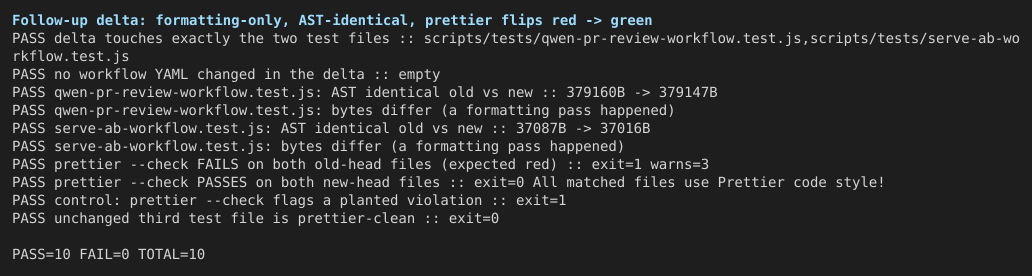 Follow-up delta: formatting-only, AST-identical, prettier flips red -> green
PASS delta touches exactly the two test files :: scripts/tests/qwen-pr-review-workflow.test.js,scripts/tests/serve-ab-wo
rkflow.test.js
PASS no workflow YAML changed in the delta :: empty
PASS qwen-pr-review-workflow.test.js: AST identical old vs new :: 379160B -> 379147B
PASS qwen-pr-review-workflow.test.js: bytes differ (a formatting pass happened)
PASS serve-ab-workflow.test.js: AST identical old vs new :: 37087B -> 37016B
PASS serve-ab-workflow.test.js: bytes differ (a formatting pass happened)
PASS prettier --check FAILS on both old-head files (expected red) :: exit=1 warns=3
PASS prettier --check PASSES on both new-head files :: exit=0 All matched files use Prettier code style!
PASS control: prettier --check flags a planted violation :: exit=1
PASS unchanged third test file is prettier-clean :: exit=0
PASS=10 FAIL=0 TOTAL=10